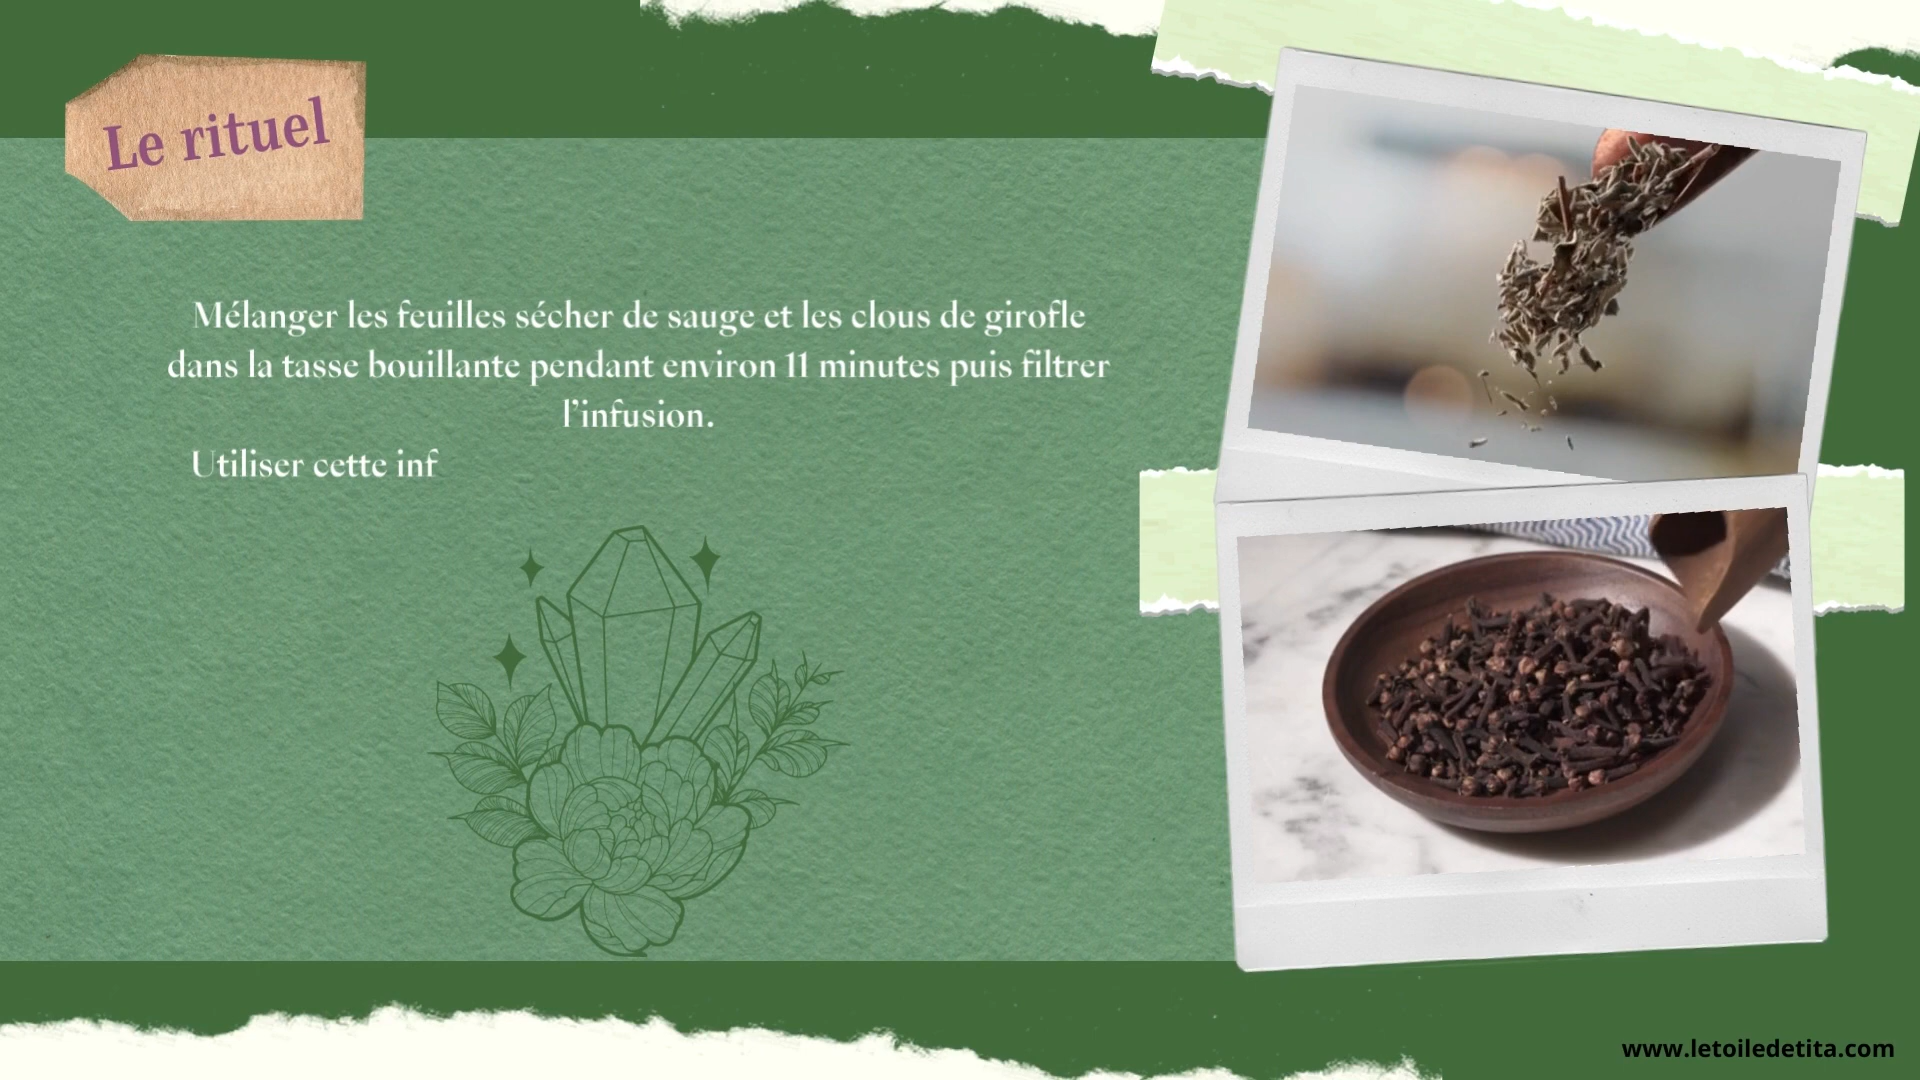 Le rituel
Mélanger les feuilles sécher de sauge et les clous de girofle
dans la tasse bouillante pendant environ 11 minutes puis filtrer
l’infusion.
Utiliser cette inf
www.letoiledetita.com